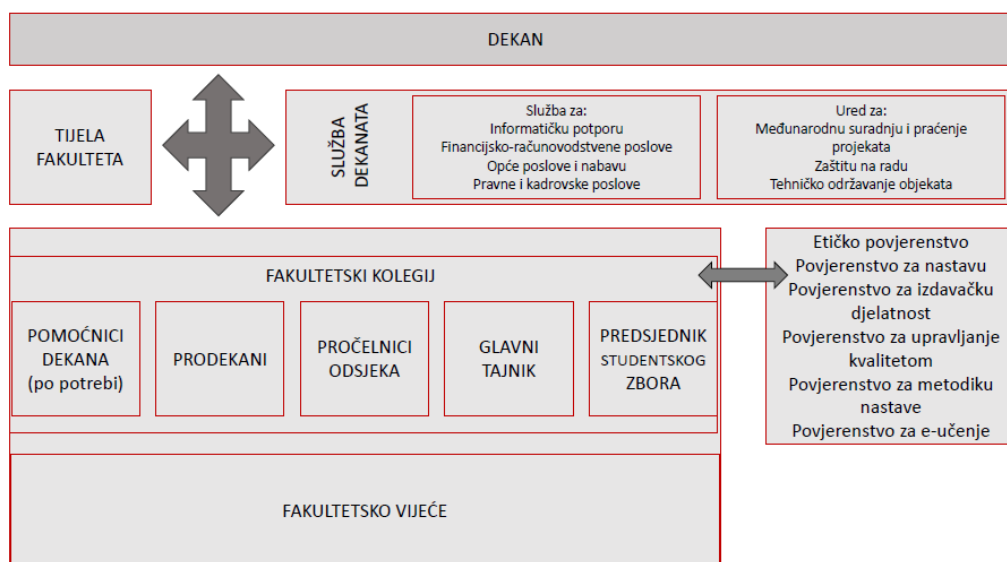 DEKAN
TIJELA
FAKULTETA
SLUŽBA
DEKANATA
Služba za:
Informatičku potporu
Financijsko-računovodstvene poslove
Opće poslove i nabavu
Pravne i kadrovske poslove
Ured za:
Međunarodnu suradnju i praćenje
projekata
Zaštitu na radu
Tehničko održavanje objekata
FAKULTETSKI KOLEGIJ
POMOĆNICI
DEKANA
(po potrebi)
PRODEKANI
PROČELNICI
ODSJEKA
GLAVNI
TAJNIK
PREDSJEDNIK
STUDENTSKOG
ZBORA
Etičko povjerenstvo
Povjerenstvo za nastavu
Povjerenstvo za izdavačku
djelatnost
Povjerenstvo za upravljanje
kvalitetom
Povjerenstvo za metodiku
nastave
Povjerenstvo za e-učenje
FAKULTETSKO VIJEĆE